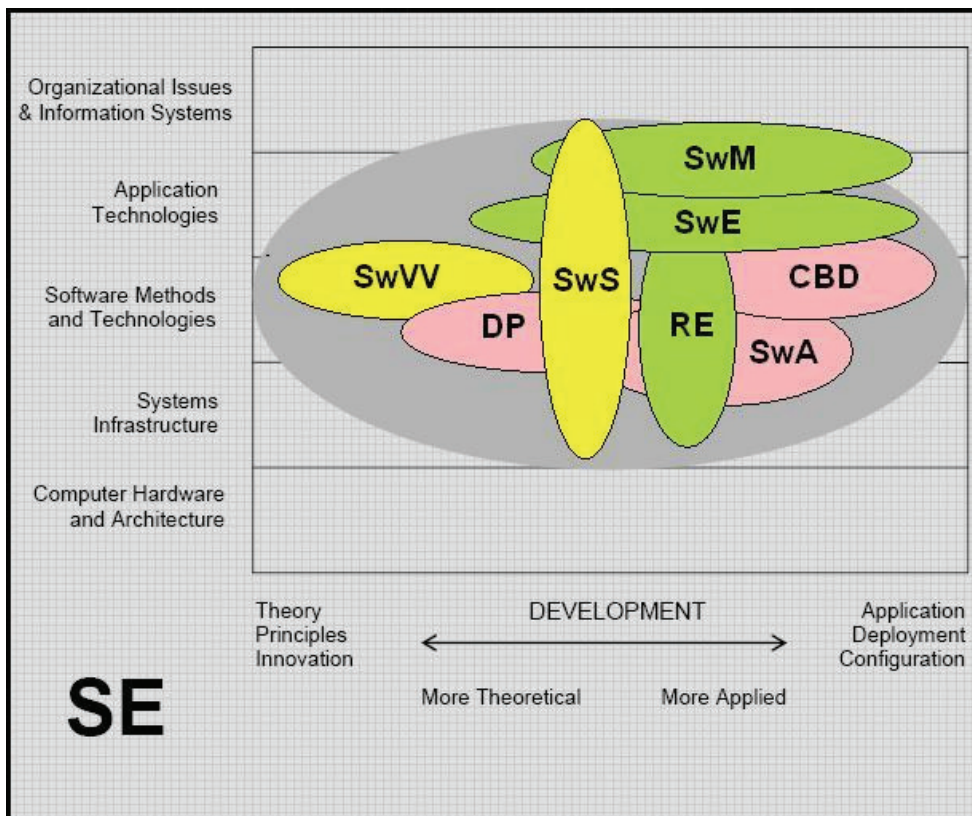 Organizational Issues
& Information Systems
Application
Technologies
Software Methods
and Technologies
Systems
Infrastructure
Computer Hardware
and Architecture
SwM
SwE
SwVV
SwS
CBD
DP
RE
SwA
Theory
Principles
Innovation
DEVELOPMENT
Application
Deployment
Configuration
More Theoretical
More Applied
SE